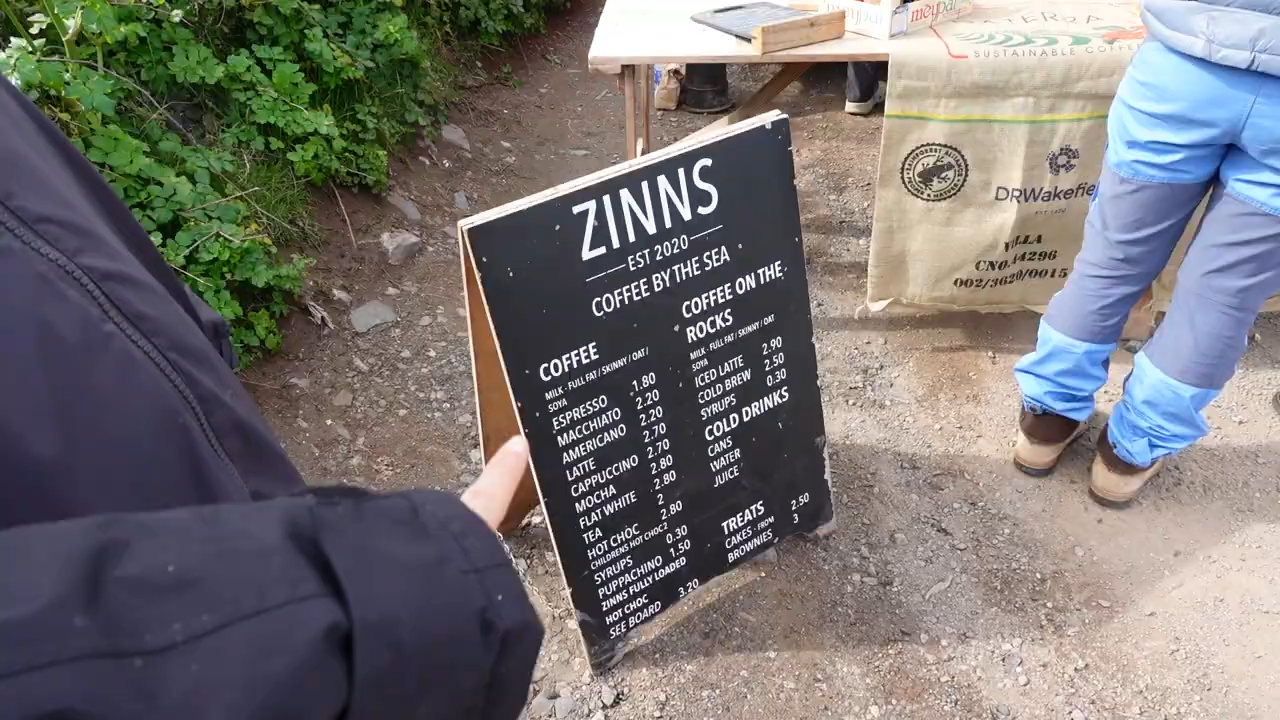 ZINNS
EST 2020
COFFEE BY THE SEA
COFFEE
MILK - FULL FAT / SKINNY / OAT /
SOYA
ESPRESSO 1.80
MACCHIATO 2.20
AMERICANO 2.20
LATTE 2.70
CAPPUCCINO 2.70
MOCHA 2.80
FLAT WHITE 2.80
TEA 2
HOT CHOC 2.80
CHILDRENS HOT CHOC 2
SYRUPS 0.30
PUPPACHINO 1.50
ZINNS FULLY LOADED
HOT CHOC 3.20
SEE BOARD
COFFEE ON THE
ROCKS
MILK - FULL FAT / SKINNY / OAT
SOYA
ICED LATTE 2.90
COLD BREW 2.50
SYRUPS 0.30
COLD DRINKS
CANS
WATER
JUICE
TREATS
CAKES - FROM 2.50
BROWNIES 3
SUSTAINABLE COFFEE
RAINFOREST ALLIANCE
DRWakefie
EST. 1970
CNO.
002/3620/0015